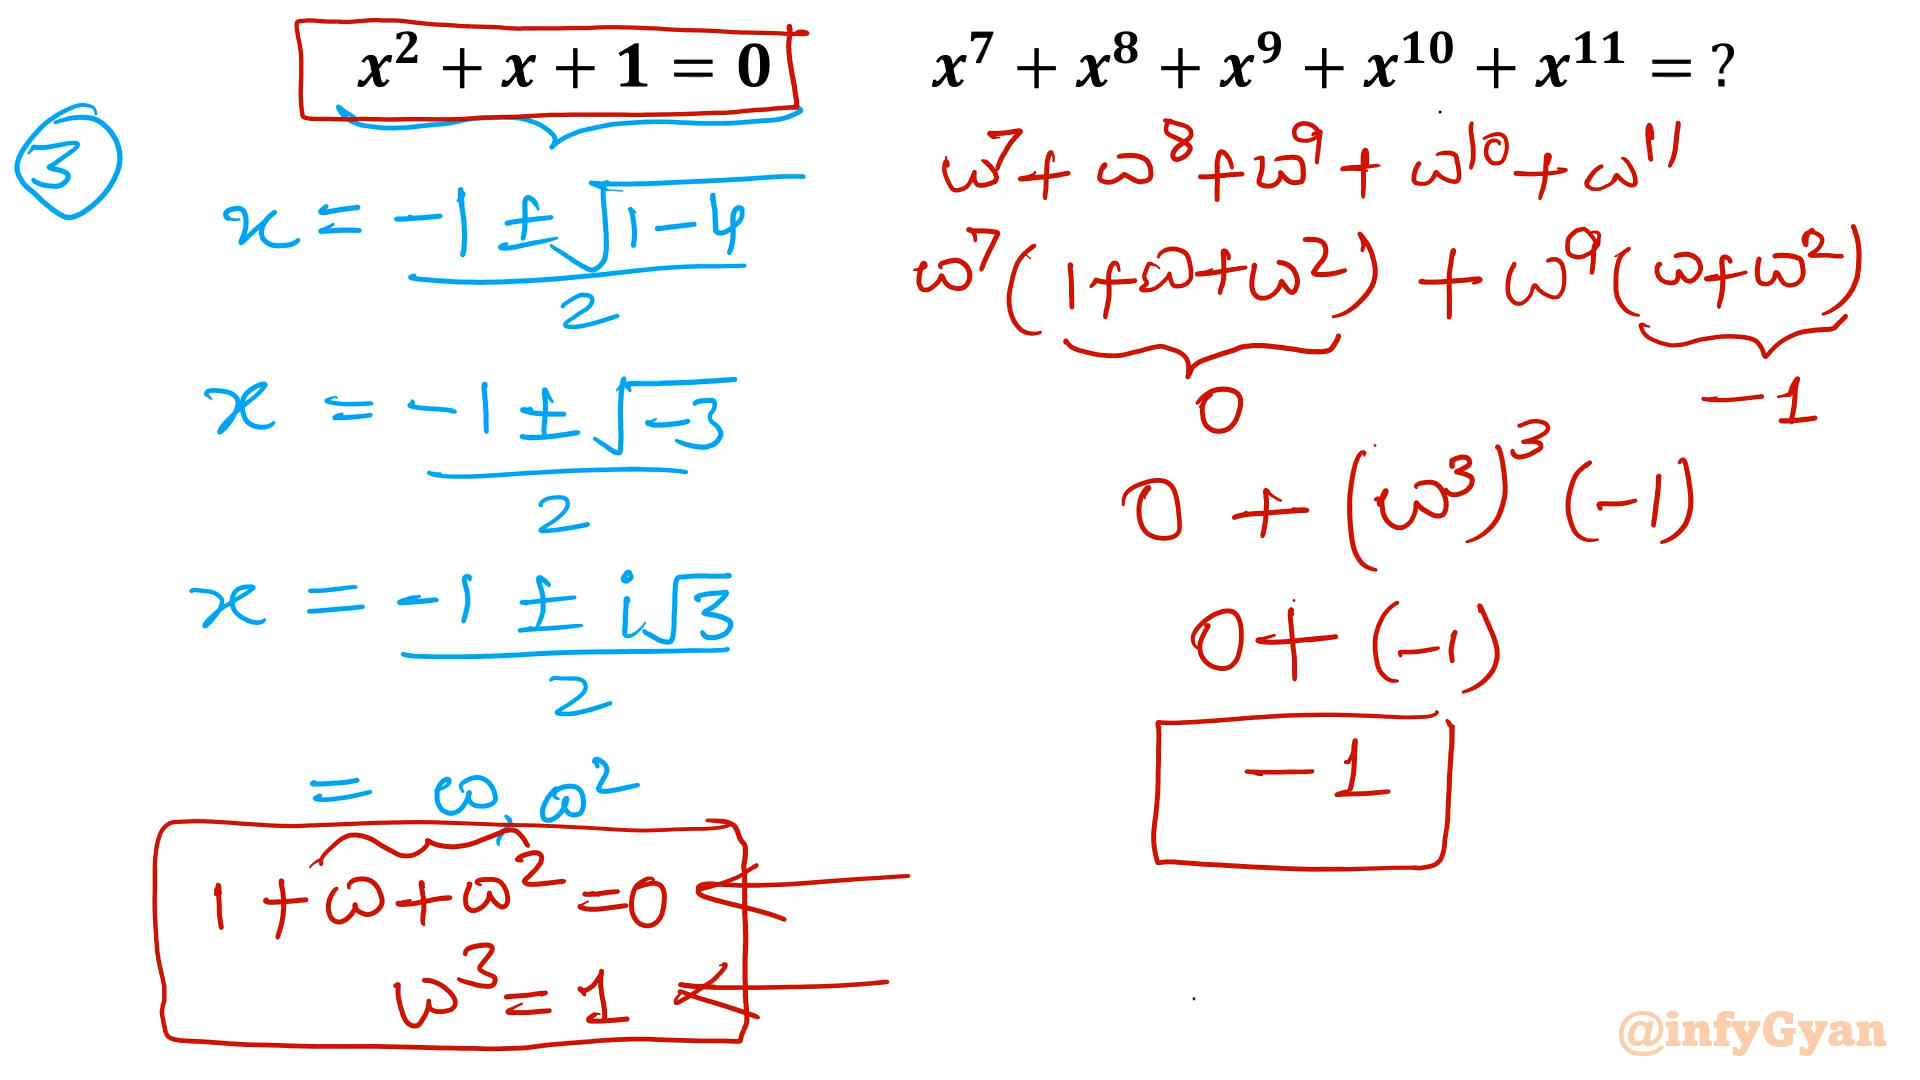 x² + x + 1 = 0
x⁷ + x⁸ + x⁹ + x¹⁰ + x¹¹ = ?
3
x = (-1 ± √(1-4))/2
x = (-1 ± √-3)/2
x = (-1 ± i√3)/2
= ω, ω²
1 + ω + ω² = 0
ω³ = 1
ω⁷ + ω⁸ + ω⁹ + ω¹⁰ + ω¹¹
ω⁷(1+ω+ω²) + ω⁹(ω+ω²)
0 -1
0 + (ω³)³ (-1)
0 + (-1)
-1
@infyGyan